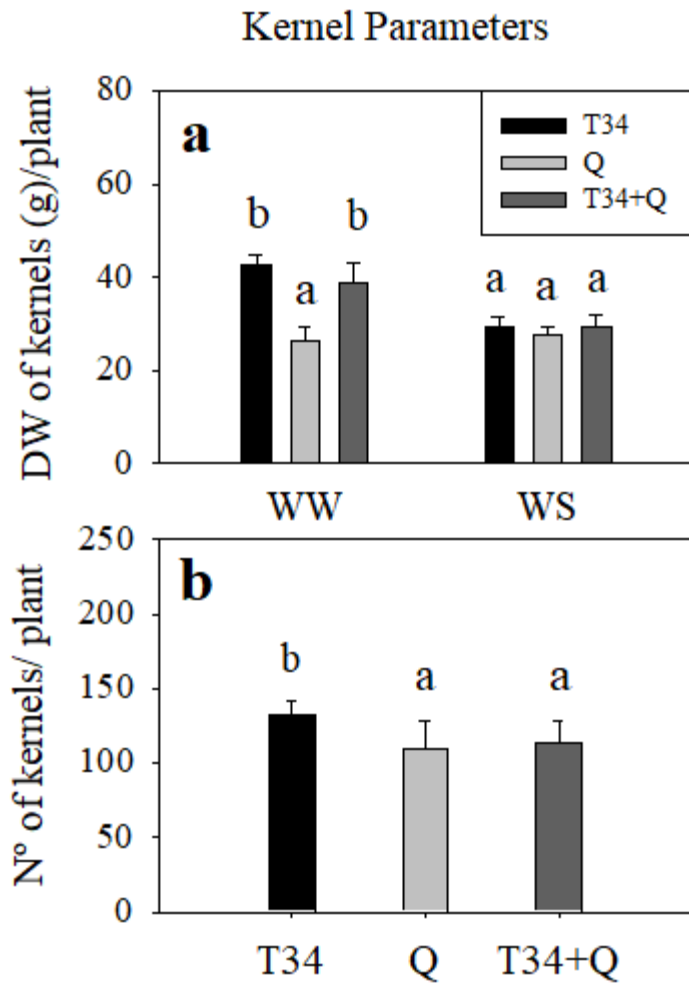 Kernel Parameters
DW of kernels (g)/plant
80
60
40
20
0
a
T34
Q
T34+Q
b
a
b
a
a
a
WW
WS
N° of kernels/ plant
250
200
150
100
50
0
b
b
a
a
T34
Q
T34+Q